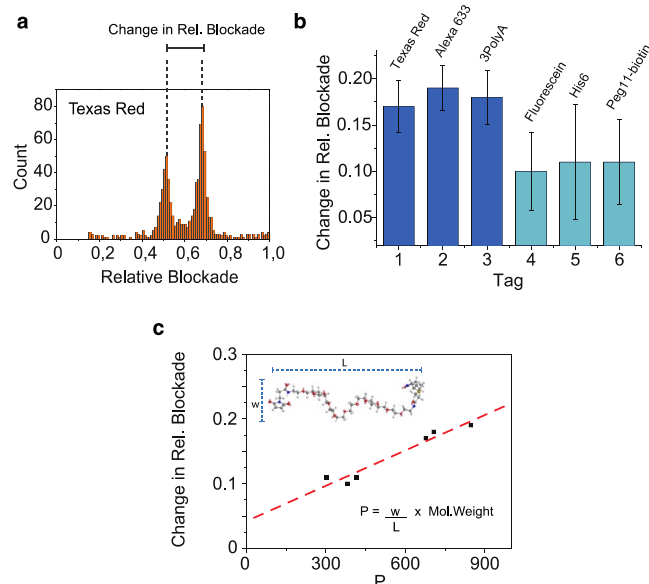 a
Change in Rel. Blockade
Texas Red
Count
80
60
40
20
0
0 0,2 0,4 0,6 0,8 1,0
Relative Blockade
b
Texas Red
Alexa 633
3PolyA
Fluorescein
His6
Peg11-biotin
Change in Rel. Blockade
0.20
0.15
0.10
0.05
1 2 3 4 5 6
Tag
c
Change in Rel. Blockade
0.3
0.2
0.1
0
L
w
P = w/L x Mol.Weight
0 300 600 900
P